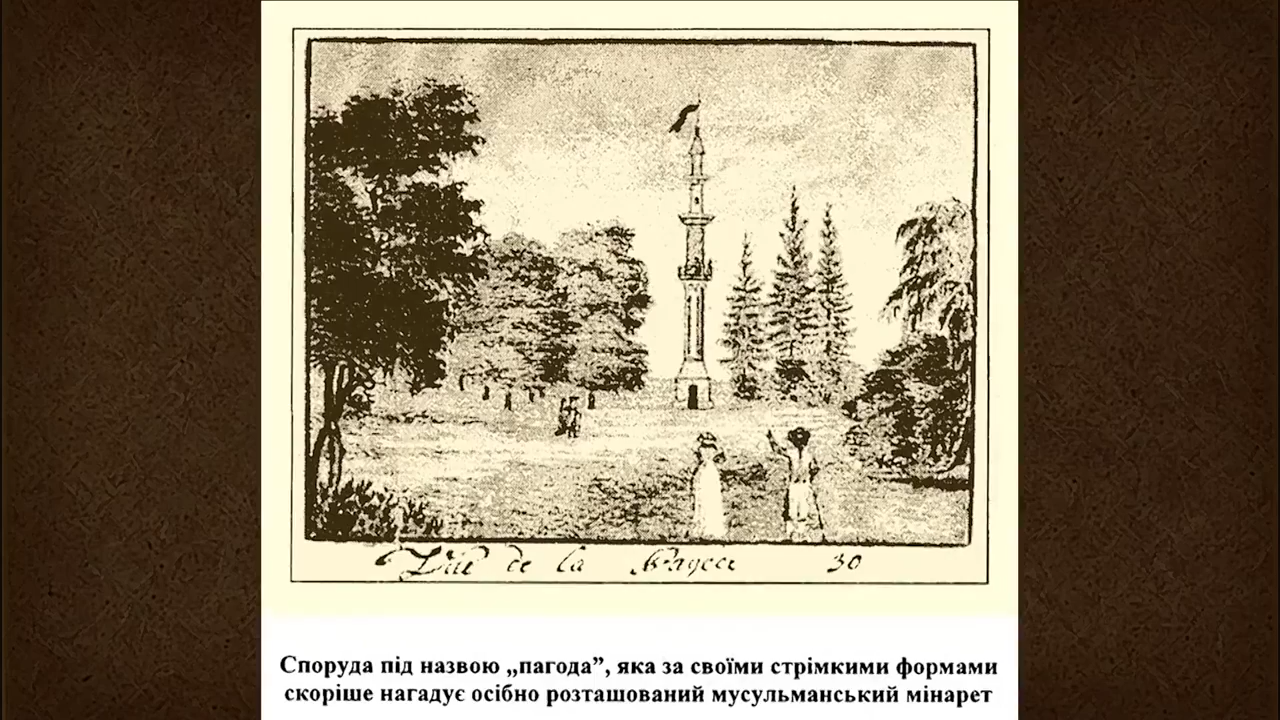 Vue de la 30
Споруда під назвою „пагода”, яка за своїми стрімкими формами
скоріше нагадує осібно розташований мусульманський мінарет